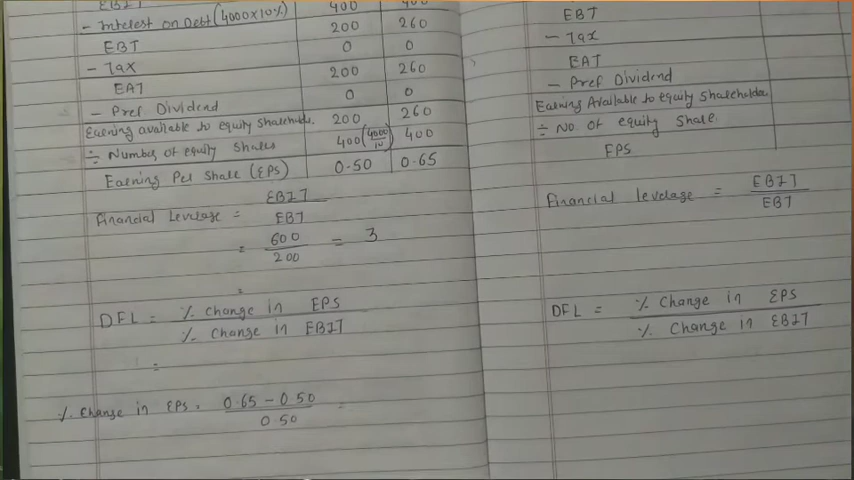 EBIT
- Interest on Debt (4000x10%) 400 400
200 260
EBT 0 0
- Tax 200 260
EAT 0 0
- Pref. Dividend 200 260
Earning available to equity Shareholders.
÷ Number of equity Shares 400 (4000/10) 400
Earning Per Share (EPS) 0.50 0.65
Financial Leverage = EBIT / EBT
= 600 / 200 = 3
=
DFL = % Change in EPS / % Change in EBIT
=
% Change in EPS = 0.65 - 0.50 / 0.50 =
EBT
- Tax
EAT
- Pref Dividend
Earning Available to equity Shareholder
÷ No. of equity Share.
EPS
Financial leverage = EBIT / EBT
DFL = % Change in EPS / % Change in EBIT